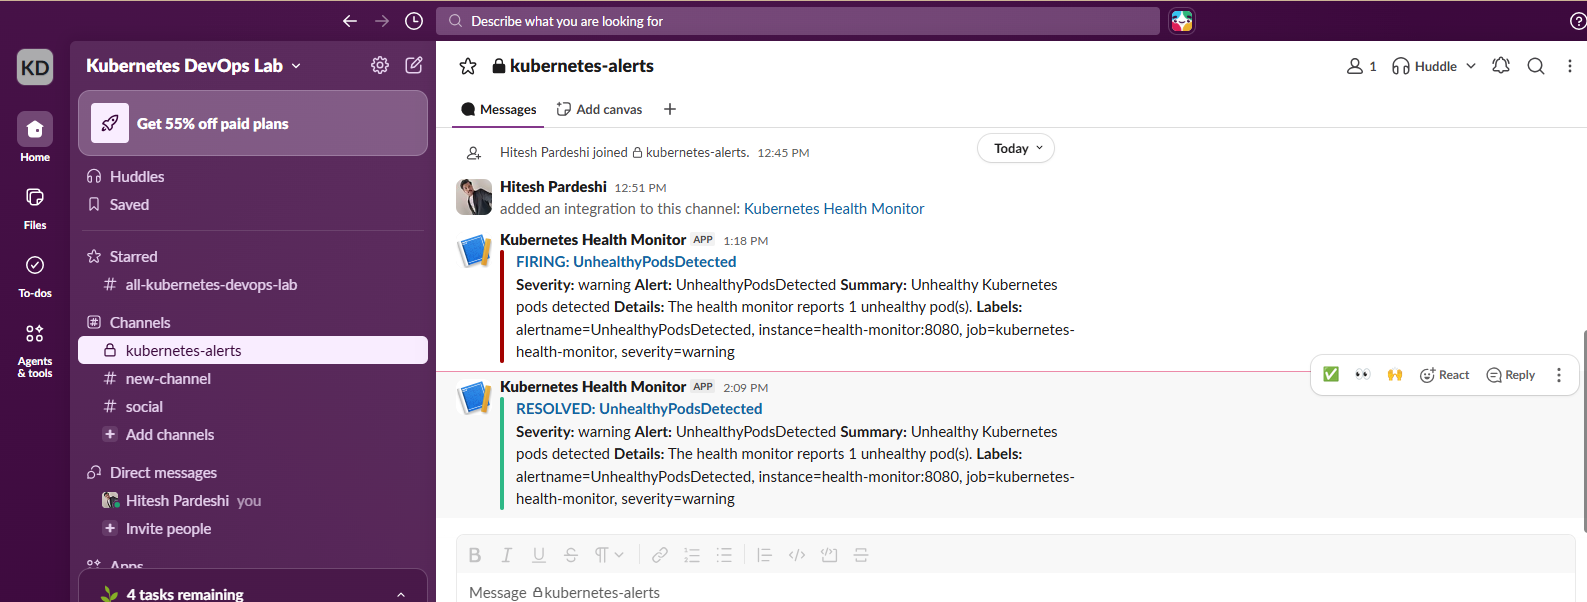 Describe what you are looking for
KD
Kubernetes DevOps Lab
Get 55% off paid plans
Home
Huddles
Saved
Files
Starred
all-kubernetes-devops-lab
To-dos
Channels
kubernetes-alerts
Agents
& tools
# new-channel
# social
+ Add channels
Direct messages
Hitesh Pardeshi you
+ Invite people
Apps
4 tasks remaining
kubernetes-alerts
1
Huddle
Messages
Add canvas
+
Today
Hitesh Pardeshi joined kubernetes-alerts. 12:45 PM
Hitesh Pardeshi 12:51 PM
added an integration to this channel: Kubernetes Health Monitor
Kubernetes Health Monitor APP 1:18 PM
FIRING: UnhealthyPodsDetected
Severity: warning Alert: UnhealthyPodsDetected Summary: Unhealthy Kubernetes
pods detected Details: The health monitor reports 1 unhealthy pod(s). Labels:
alertname=UnhealthyPodsDetected, instance=health-monitor:8080, job=kubernetes-
health-monitor, severity=warning
React
Reply
Kubernetes Health Monitor APP 2:09 PM
RESOLVED: UnhealthyPodsDetected
Severity: warning Alert: UnhealthyPodsDetected Summary: Unhealthy Kubernetes
pods detected Details: The health monitor reports 1 unhealthy pod(s). Labels:
alertname=UnhealthyPodsDetected, instance=health-monitor:8080, job=kubernetes-
health-monitor, severity=warning
B I U S
Message kubernetes-alerts